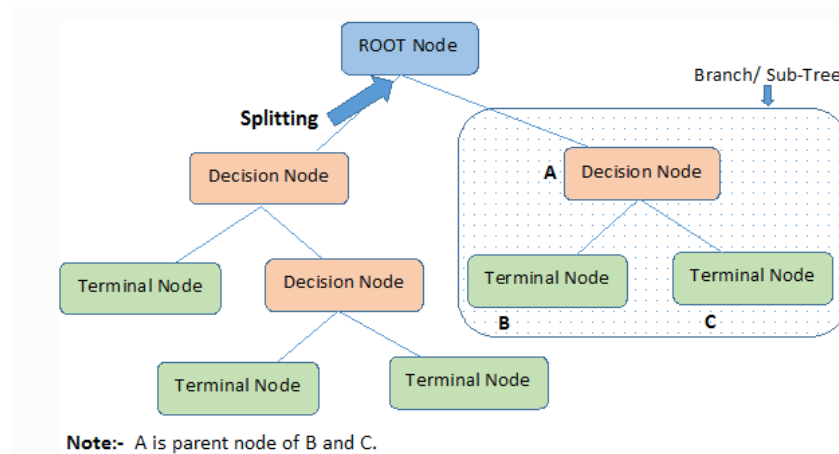 ROOT Node
Branch/ Sub-Tree
Splitting
Decision Node
A
Decision Node
Terminal Node
Decision Node
Terminal Node
Terminal Node
B
C
Terminal Node
Terminal Node
Note:- A is parent node of B and C.